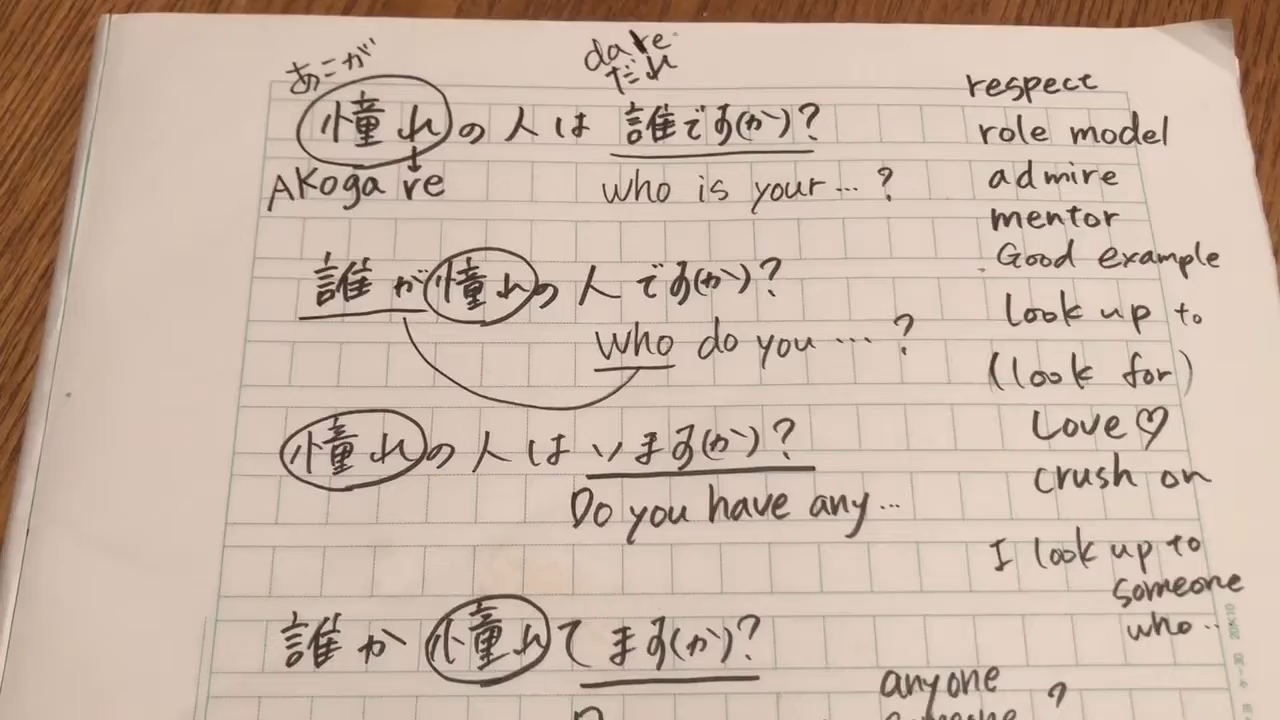 あこが
dare
だれ
憧れの人は 誰です(か)?
AKoga re
who is your... ?
誰が憧れの人です(か)?
who do you ... ?
憧れの人は います(か)?
Do you have any...
誰か 憧れてます(か)?
anyone
?
respect
role model
admire
mentor
Good example
look up to
(look for)
Love♡
crush on
I look up to
someone
who..